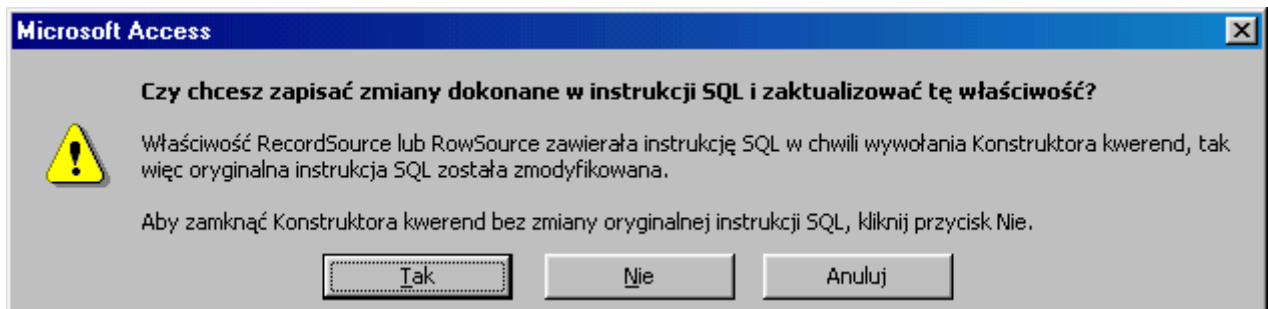 Microsoft Access
Czy chcesz zapisać zmiany dokonane w instrukcji SQL i zaktualizować tę właściwość?
Właściwość RecordSource lub RowSource zawierała instrukcję SQL w chwili wywołania Konstruktora kwerend, tak
więc oryginalna instrukcja SQL została zmodyfikowana.
Aby zamknąć Konstruktora kwerend bez zmiany oryginalnej instrukcji SQL, kliknij przycisk Nie.
Tak Nie Anuluj